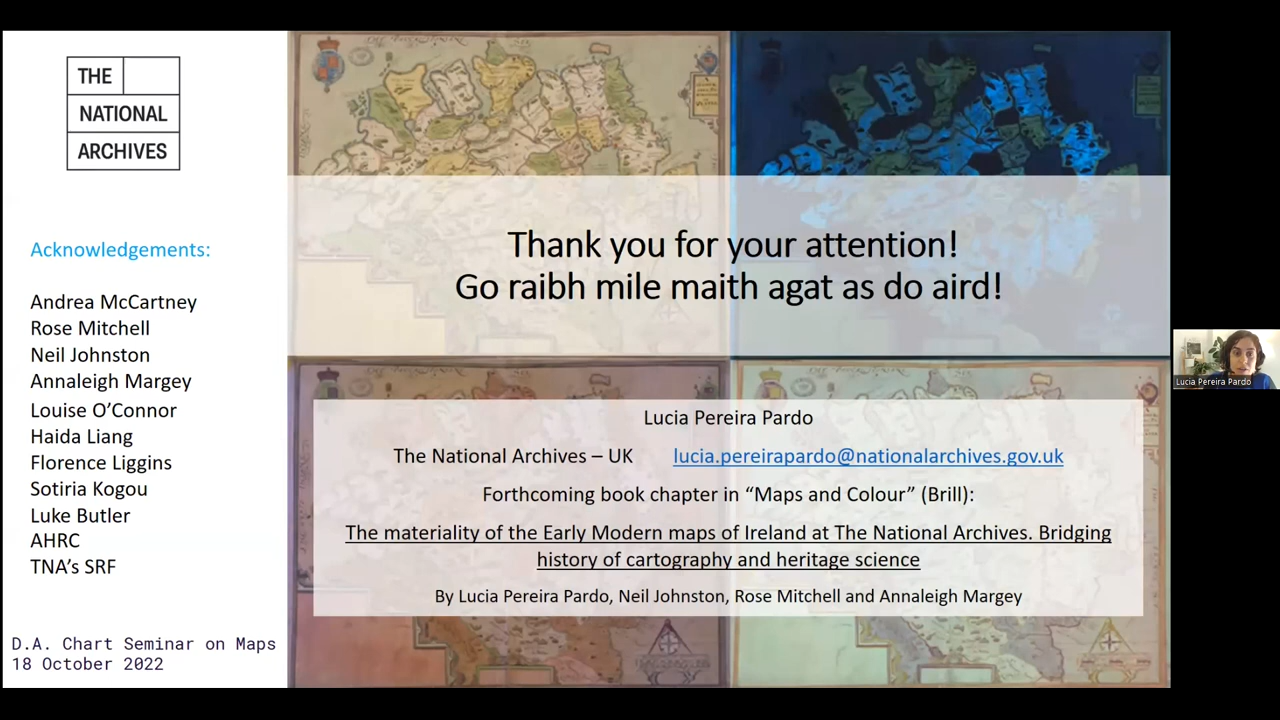 THE
NATIONAL
ARCHIVES
Acknowledgements:
Andrea McCartney
Rose Mitchell
Neil Johnston
Annaleigh Margey
Louise O’Connor
Haida Liang
Florence Liggins
Sotiria Kogou
Luke Butler
AHRC
TNA’s SRF
D.A. Chart Seminar on Maps
18 October 2022
Thank you for your attention!
Go raibh mile maith agat as do aird!
Lucia Pereira Pardo
The National Archives – UK lucia.pereirapardo@nationalarchives.gov.uk
Forthcoming book chapter in “Maps and Colour” (Brill):
The materiality of the Early Modern maps of Ireland at The National Archives. Bridging
history of cartography and heritage science
By Lucia Pereira Pardo, Neil Johnston, Rose Mitchell and Annaleigh Margey
Lucia Pereira Pardo